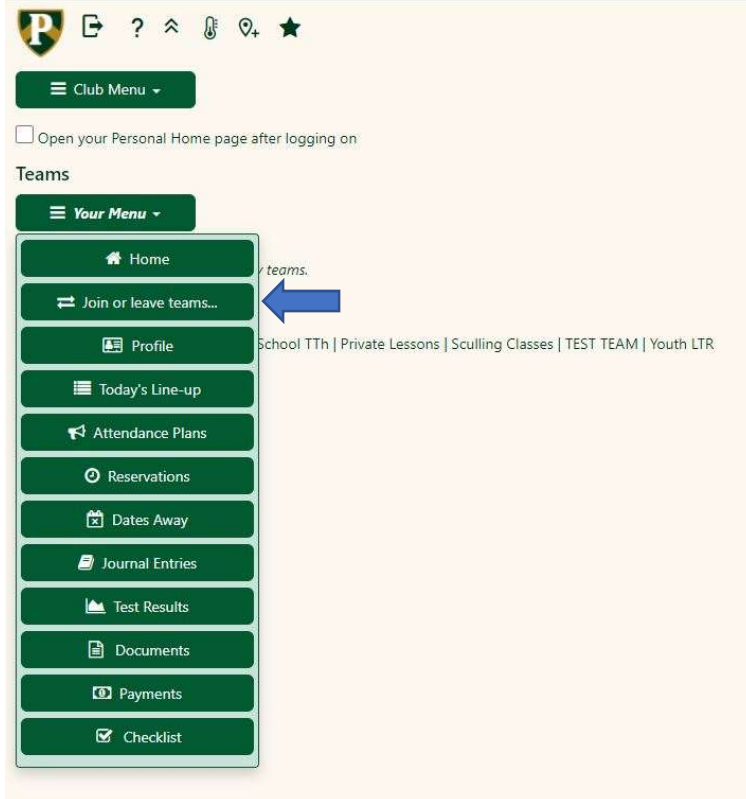 P
?
Club Menu
Open your Personal Home page after logging on
Teams
Your Menu
Home
teams.
Join or leave teams...
Profile
School TTh | Private Lessons | Sculling Classes | TEST TEAM | Youth LTR
Today's Line-up
Attendance Plans
Reservations
Dates Away
Journal Entries
Test Results
Documents
Payments
Checklist